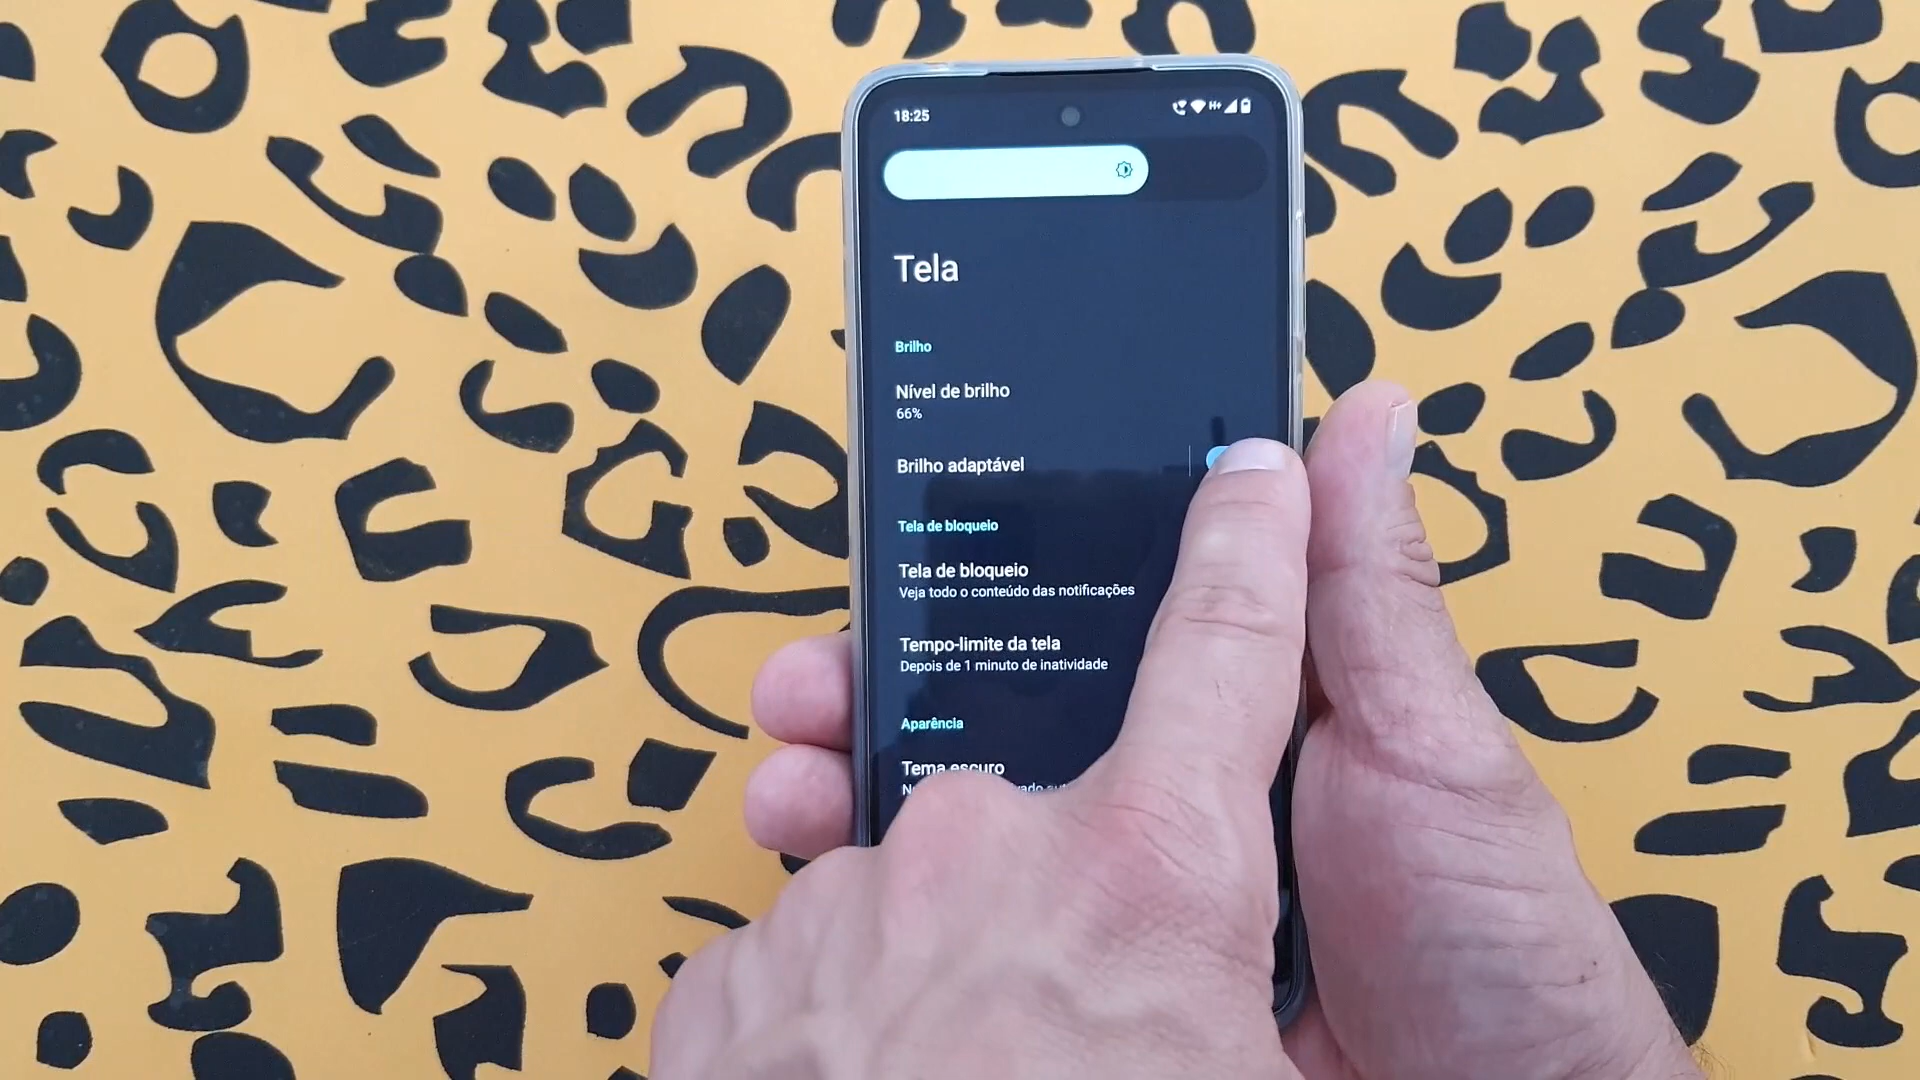 18:25
H+
Tela
Brilho
Nível de brilho
66%
Brilho adaptável
Tela de bloqueio
Tela de bloqueio
Veja todo o conteúdo das notificações
Tempo-limite da tela
Depois de 1 minuto de inatividade
Aparência
Tema escuro